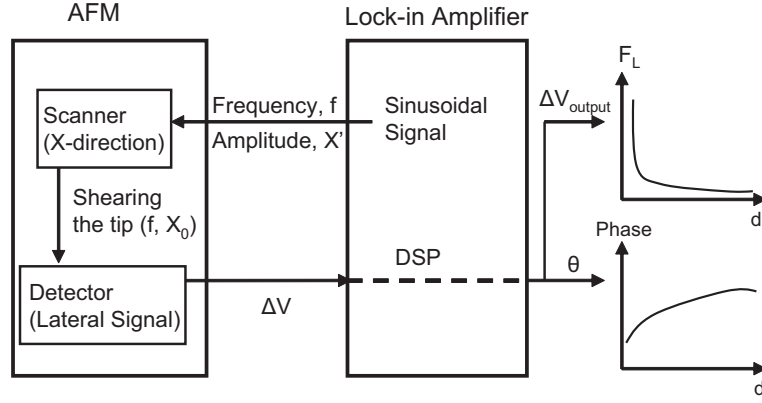 AFM
Lock-in Amplifier
Scanner
(X-direction)
Frequency, f
Amplitude, X'
Sinusoidal
Signal
ΔV_output
F_L
d
Shearing
the tip (f, X_0)
Detector
(Lateral Signal)
ΔV
DSP
θ
Phase
d